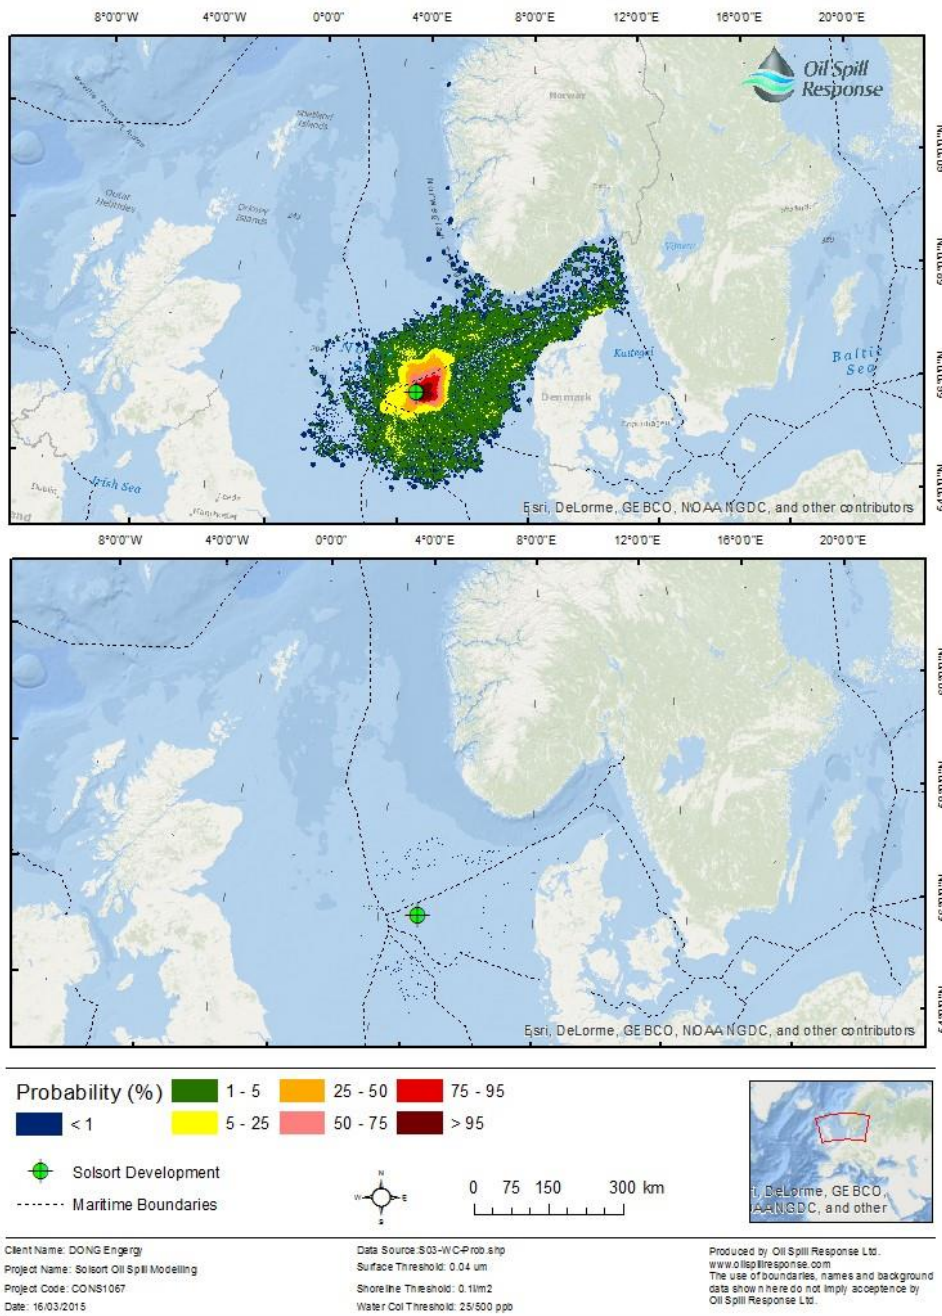 8°0'0"W 4°0'0"W 0°0'0" 4°0'0"E 8°0'0"E 12°0'0"E 16°0'0"E 20°0'0"E
Oil Spill
Response
Norway
Shetland
Islands
Outer
Hebrides
Orkney
Islands
Baltic
Sea
Denmark
Irish Sea
Dublin
Esri, DeLorme, GEBCO, NOAA NGDC, and other contributors
8°0'0"W 4°0'0"W 0°0'0" 4°0'0"E 8°0'0"E 12°0'0"E 16°0'0"E 20°0'0"E
Esri, DeLorme, GEBCO, NOAA NGDC, and other contributors
Probability (%)
< 1
1 - 5
5 - 25
25 - 50
50 - 75
75 - 95
> 95
Solsort Development
Maritime Boundaries
N
W E
S
0 75 150 300 km
DeLorme, GEBCO,
NGDC, and other
Client Name: DONG Engergy
Project Name: Solsort Oil Spill Modelling
Project Code: CONS1067
Date: 16/03/2015
Data Source:S03-WC-Prob.shp
Surface Threshold: 0.04 um
Shoreline Threshold: 0.1l/m2
Water Col Threshold: 25/500 ppb
Produced by Oil Spill Response Ltd.
www.oilspillresponse.com
The use of boundaries, names and background
data shown here do not imply acceptence by
Oil Spill Response Ltd.